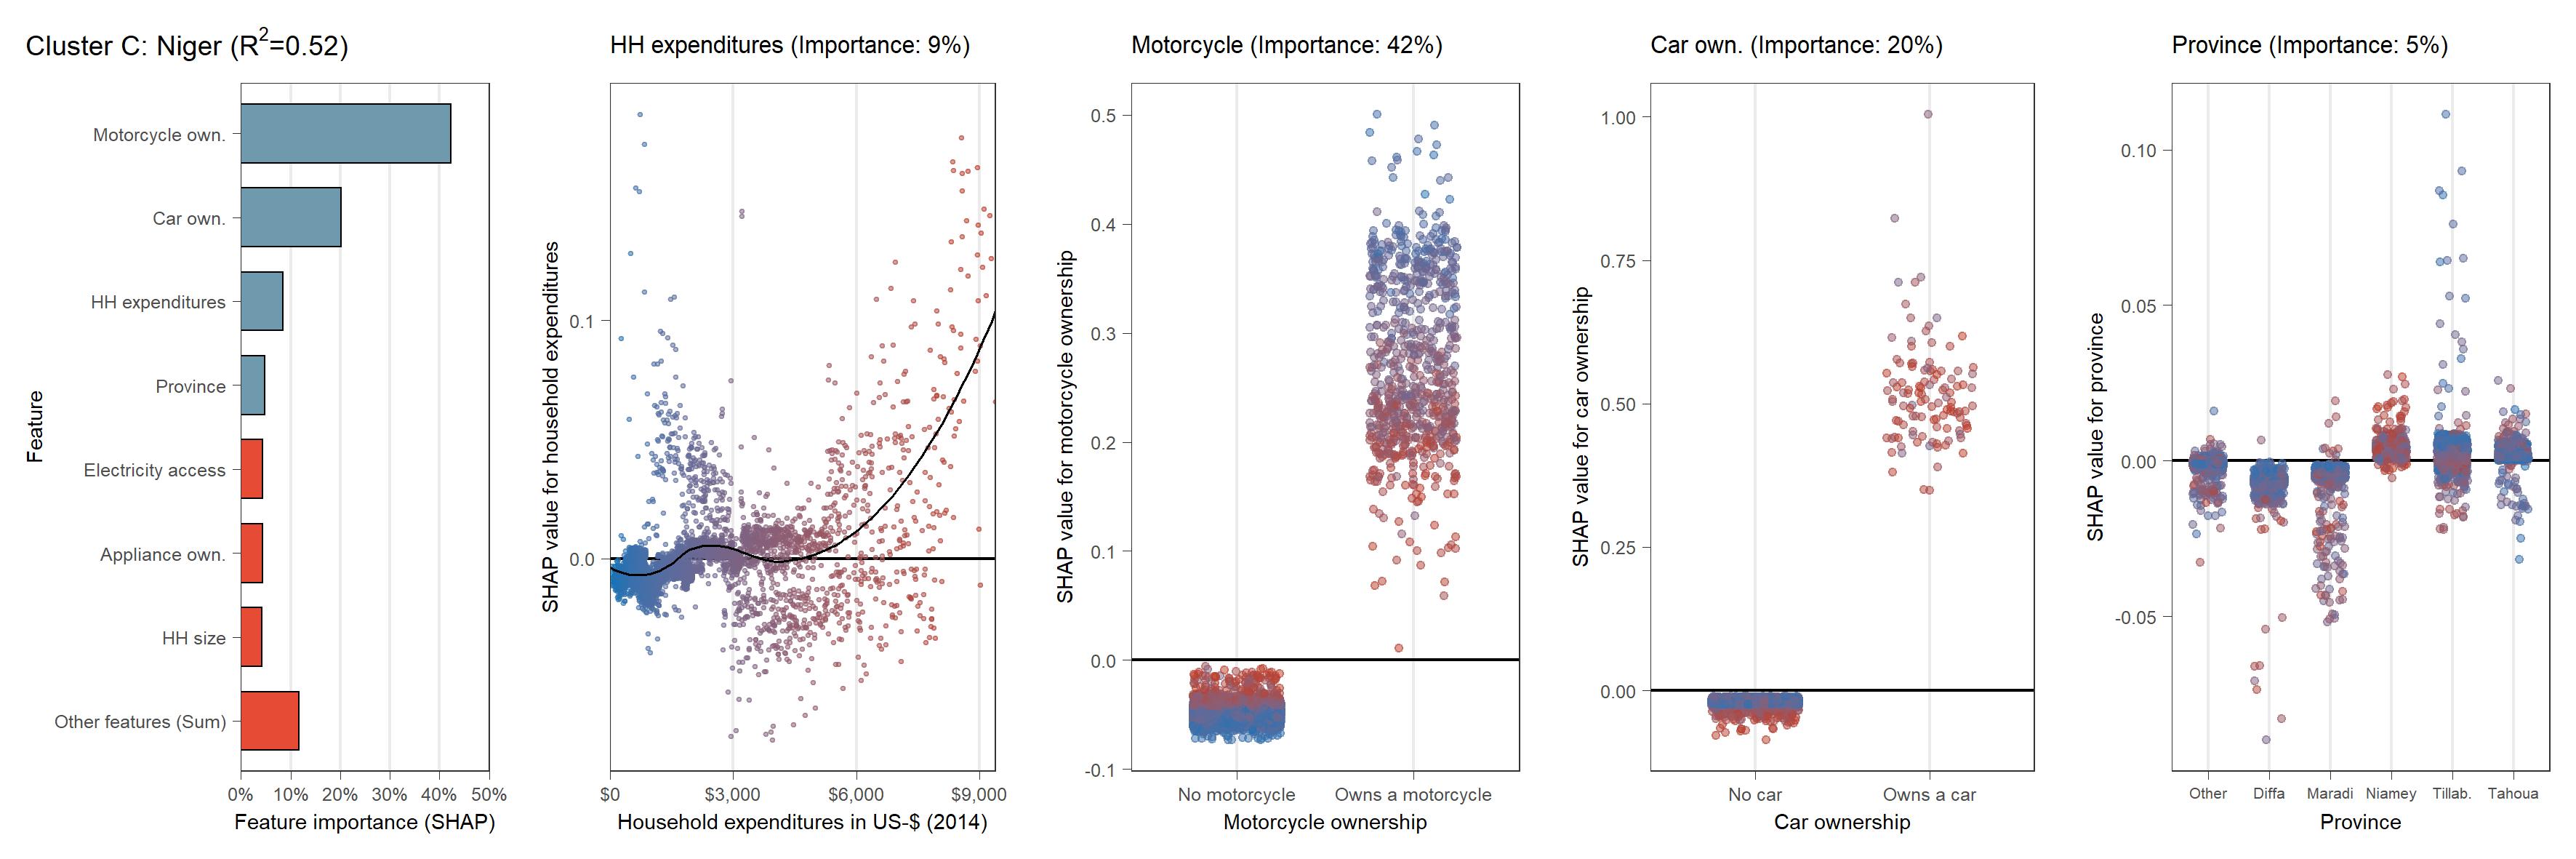 Cluster C: Niger (R²=0.52)
Feature
Motorcycle own.
Car own.
HH expenditures
Province
Electricity access
Appliance own.
HH size
Other features (Sum)
0% 10% 20% 30% 40% 50%
Feature importance (SHAP)
HH expenditures (Importance: 9%)
SHAP value for household expenditures
0.1
0.0
$0 $3,000 $6,000 $9,000
Household expenditures in US-$ (2014)
Motorcycle (Importance: 42%)
SHAP value for motorcycle ownership
0.5
0.4
0.3
0.2
0.1
0.0
-0.1
No motorcycle Owns a motorcycle
Motorcycle ownership
Car own. (Importance: 20%)
SHAP value for car ownership
1.00
0.75
0.50
0.25
0.00
No car Owns a car
Car ownership
Province (Importance: 5%)
SHAP value for province
0.10
0.05
0.00
-0.05
Other Diffa Maradi Niamey Tillab. Tahoua
Province